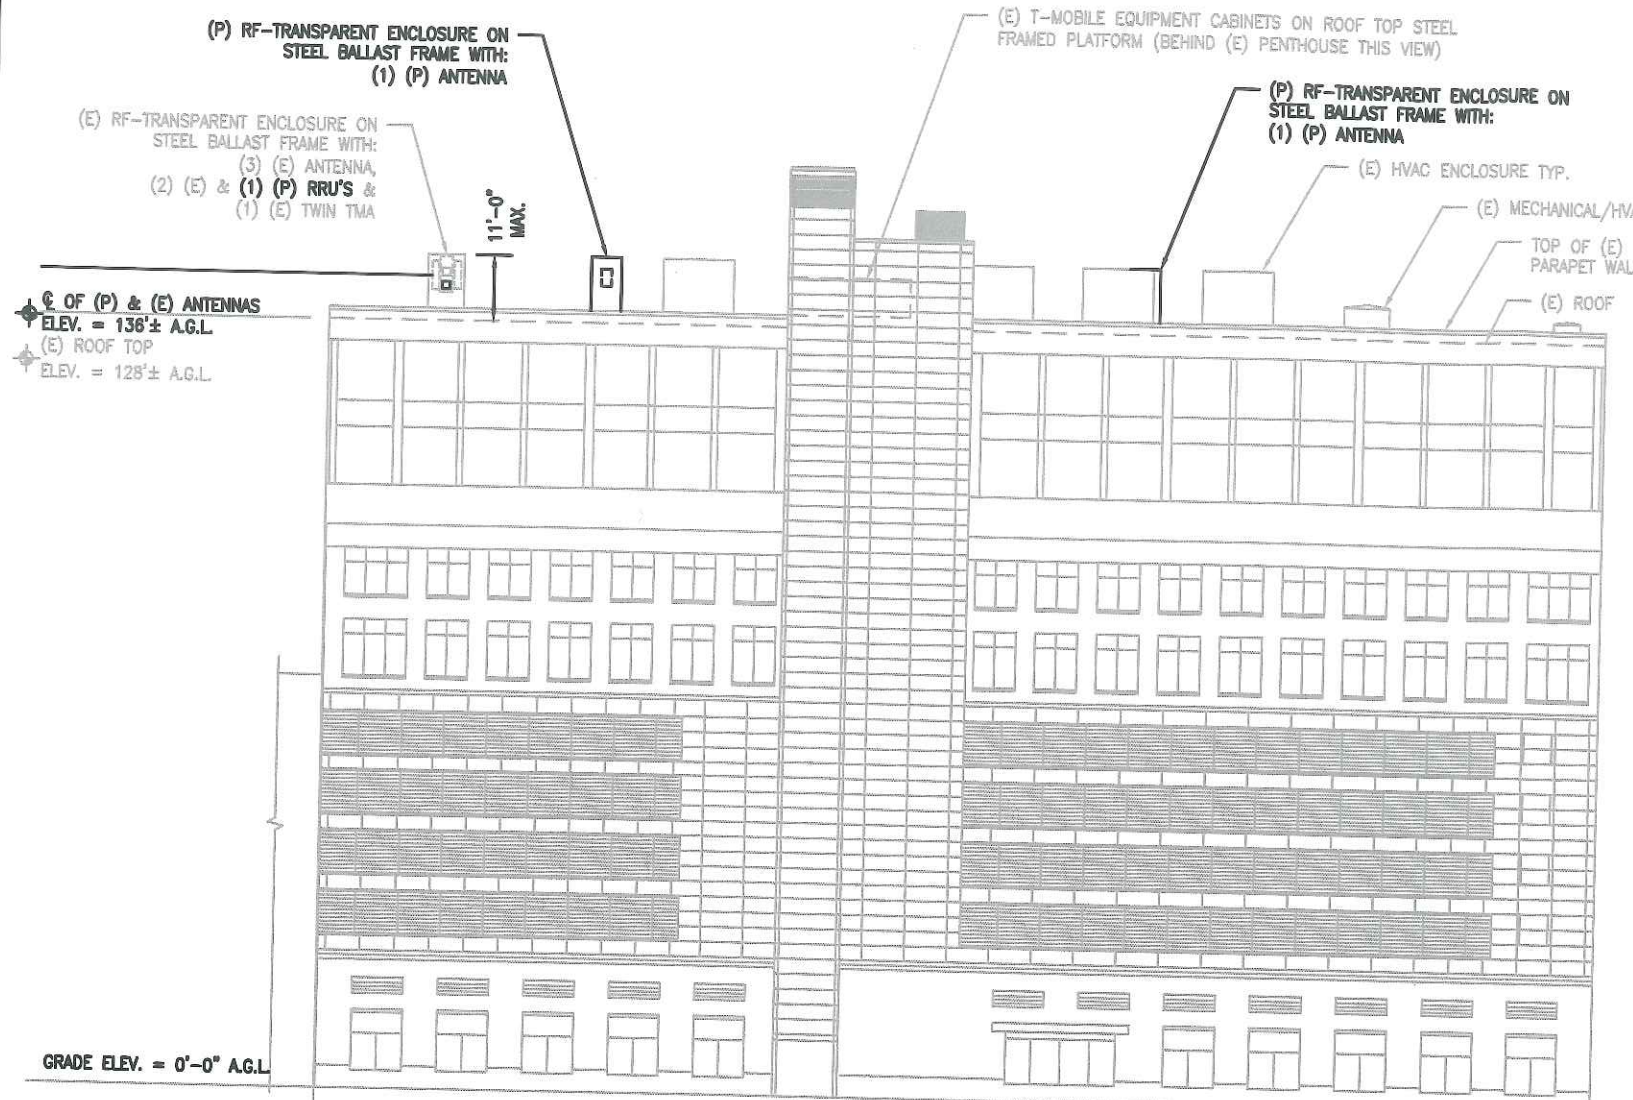 (P) RF-TRANSPARENT ENCLOSURE ON
STEEL BALLAST FRAME WITH:
(1) (P) ANTENNA
(E) T-MOBILE EQUIPMENT CABINETS ON ROOF TOP STEEL
FRAMED PLATFORM (BEHIND (E) PENTHOUSE THIS VIEW)
(P) RF-TRANSPARENT ENCLOSURE ON
STEEL BALLAST FRAME WITH:
(1) (P) ANTENNA
(E) RF-TRANSPARENT ENCLOSURE ON
STEEL BALLAST FRAME WITH:
(3) (E) ANTENNA,
(2) (E) & (1) (P) RRU'S &
(1) (E) TWIN TMA
11'-0"
MAX.
(E) HVAC ENCLOSURE TYP.
(E) MECHANICAL/HVA
TOP OF (E)
PARAPET WAL
(E) ROOF
℄ OF (P) & (E) ANTENNAS
ELEV. = 136'± A.G.L.
(E) ROOF TOP
ELEV. = 128'± A.G.L.
GRADE ELEV. = 0'-0" A.G.L.